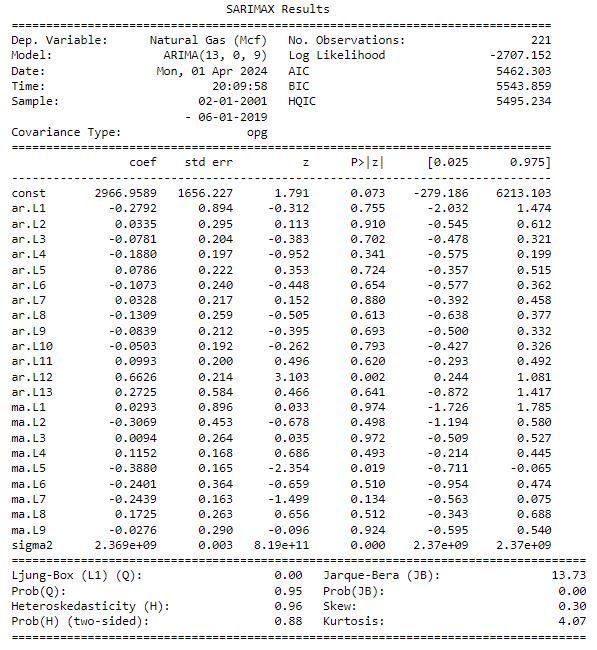 SARIMAX Results
==============================================================================
Dep. Variable: Natural Gas (Mcf) No. Observations: 221
Model: ARIMA(13, 0, 9) Log Likelihood -2707.152
Date: Mon, 01 Apr 2024 AIC 5462.303
Time: 20:09:58 BIC 5543.859
Sample: 02-01-2001 HQIC 5495.234
- 06-01-2019
Covariance Type: opg
==============================================================================
coef std err z P>|z| [0.025 0.975]
------------------------------------------------------------------------------
const 2966.9589 1656.227 1.791 0.073 -279.186 6213.103
ar.L1 -0.2792 0.894 -0.312 0.755 -2.032 1.474
ar.L2 0.0335 0.295 0.113 0.910 -0.545 0.612
ar.L3 -0.0781 0.204 -0.383 0.702 -0.478 0.321
ar.L4 -0.1880 0.197 -0.952 0.341 -0.575 0.199
ar.L5 0.0786 0.222 0.353 0.724 -0.357 0.515
ar.L6 -0.1073 0.240 -0.448 0.654 -0.577 0.362
ar.L7 0.0328 0.217 0.152 0.880 -0.392 0.458
ar.L8 -0.1309 0.259 -0.505 0.613 -0.638 0.377
ar.L9 -0.0839 0.212 -0.395 0.693 -0.500 0.332
ar.L10 -0.0503 0.192 -0.262 0.793 -0.427 0.326
ar.L11 0.0993 0.200 0.496 0.620 -0.293 0.492
ar.L12 0.6626 0.214 3.103 0.002 0.244 1.081
ar.L13 0.2725 0.584 0.466 0.641 -0.872 1.417
ma.L1 0.0293 0.896 0.033 0.974 -1.726 1.785
ma.L2 -0.3069 0.453 -0.678 0.498 -1.194 0.580
ma.L3 0.0094 0.264 0.035 0.972 -0.509 0.527
ma.L4 0.1152 0.168 0.686 0.493 -0.214 0.445
ma.L5 -0.3880 0.165 -2.354 0.019 -0.711 -0.065
ma.L6 -0.2401 0.364 -0.659 0.510 -0.954 0.474
ma.L7 -0.2439 0.163 -1.499 0.134 -0.563 0.075
ma.L8 0.1725 0.263 0.656 0.512 -0.343 0.688
ma.L9 -0.0276 0.290 -0.096 0.924 -0.595 0.540
sigma2 2.369e+09 0.003 8.19e+11 0.000 2.37e+09 2.37e+09
===================================================================================
Ljung-Box (L1) (Q): 0.00 Jarque-Bera (JB): 13.73
Prob(Q): 0.95 Prob(JB): 0.00
Heteroskedasticity (H): 0.96 Skew: 0.30
Prob(H) (two-sided): 0.88 Kurtosis: 4.07
===================================================================================